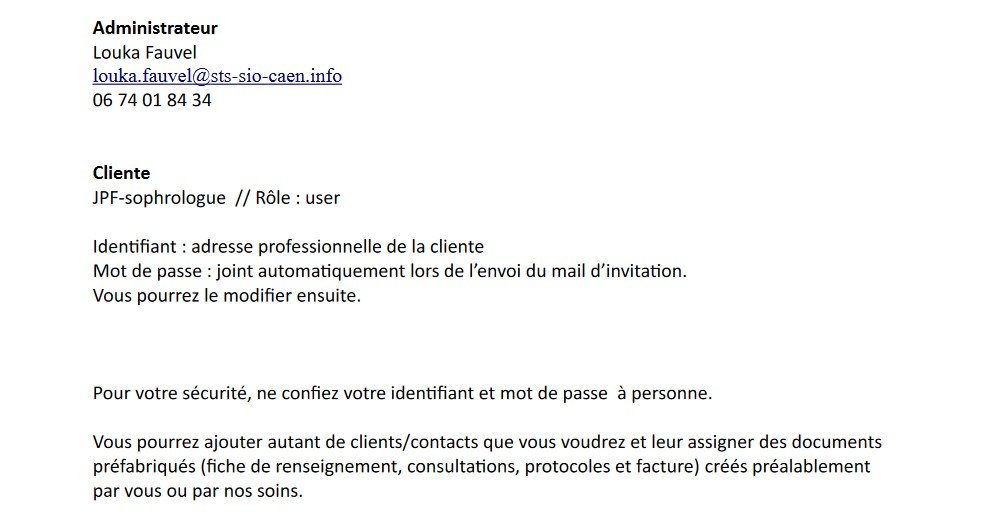 Administrateur
Louka Fauvel
louka.fauvel@sts-sio-caen.info
06 74 01 84 34
Cliente
JPF-sophrologue  // Rôle : user
Identifiant : adresse professionnelle de la cliente
Mot de passe : joint automatiquement lors de l’envoi du mail d’invitation.
Vous pourrez le modifier ensuite.
Pour votre sécurité, ne confiez votre identifiant et mot de passe  à personne.
Vous pourrez ajouter autant de clients/contacts que vous voudrez et leur assigner des documents
préfabriqués (fiche de renseignement, consultations, protocoles et facture) créés préalablement
par vous ou par nos soins.